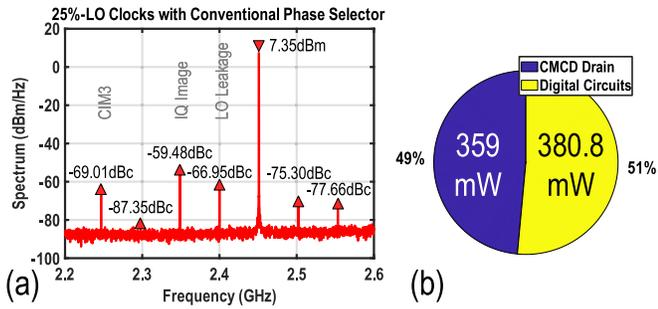 25%-LO Clocks with Conventional Phase Selector
Spectrum (dBm/Hz)
20
0
-20
-40
-60
-80
-100
CIM3
IQ Image
LO Leakage
7.35dBm
-69.01dBc
-87.35dBc
-59.48dBc
-66.95dBc
-75.30dBc
-77.66dBc
2.2
2.3
2.4
2.5
2.6
Frequency (GHz)
(a)
CMCD Drain
Digital Circuits
49%
359
mW
380.8
mW
51%
(b)